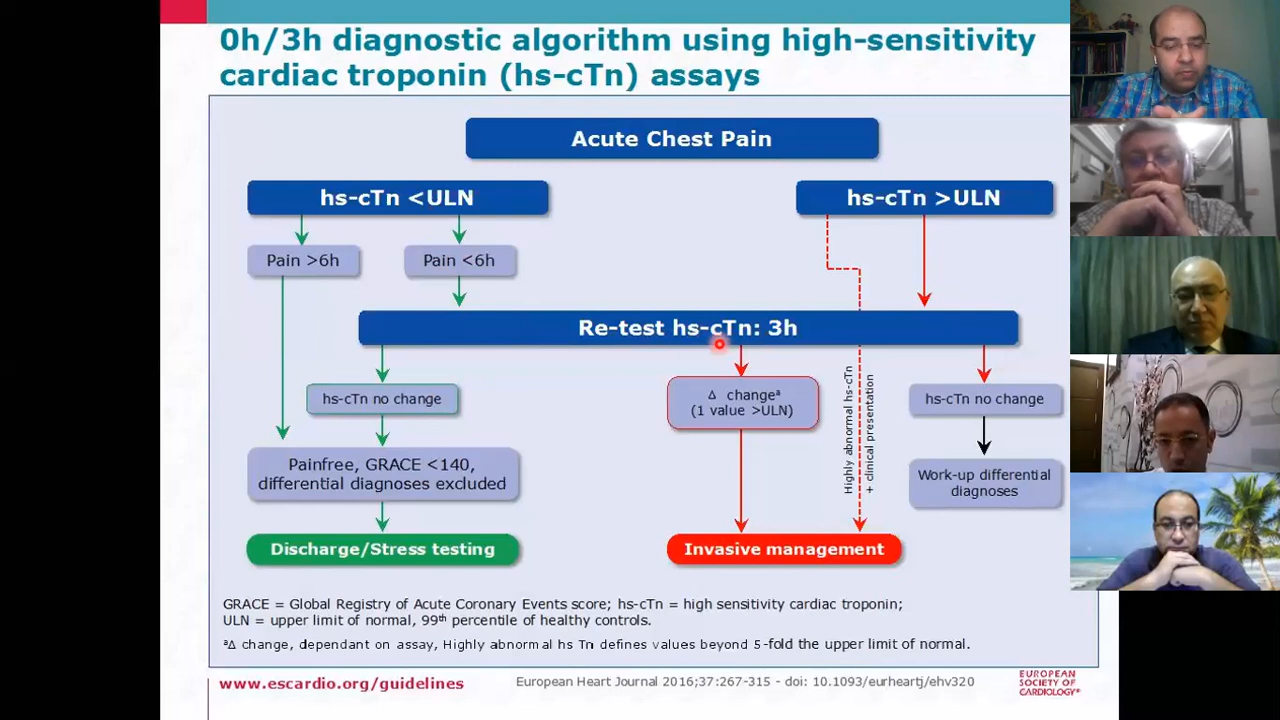 0h/3h diagnostic algorithm using high-sensitivity
cardiac troponin (hs-cTn) assays
Acute Chest Pain
hs-cTn <ULN
hs-cTn >ULN
Pain >6h
Pain <6h
Re-test hs-cTn: 3h
hs-cTn no change
Δ changeᵃ
(1 value >ULN)
Highly abnormal hs-cTn
+ clinical presentation
hs-cTn no change
Painfree, GRACE <140,
differential diagnoses excluded
Work-up differential
diagnoses
Discharge/Stress testing
Invasive management
GRACE = Global Registry of Acute Coronary Events score; hs-cTn = high sensitivity cardiac troponin;
ULN = upper limit of normal, 99th percentile of healthy controls.
ᵃΔ change, dependant on assay, Highly abnormal hs Tn defines values beyond 5-fold the upper limit of normal.
www.escardio.org/guidelines
European Heart Journal 2016;37:267-315 - doi: 10.1093/eurheartj/ehv320
EUROPEAN
SOCIETY OF
CARDIOLOGY®